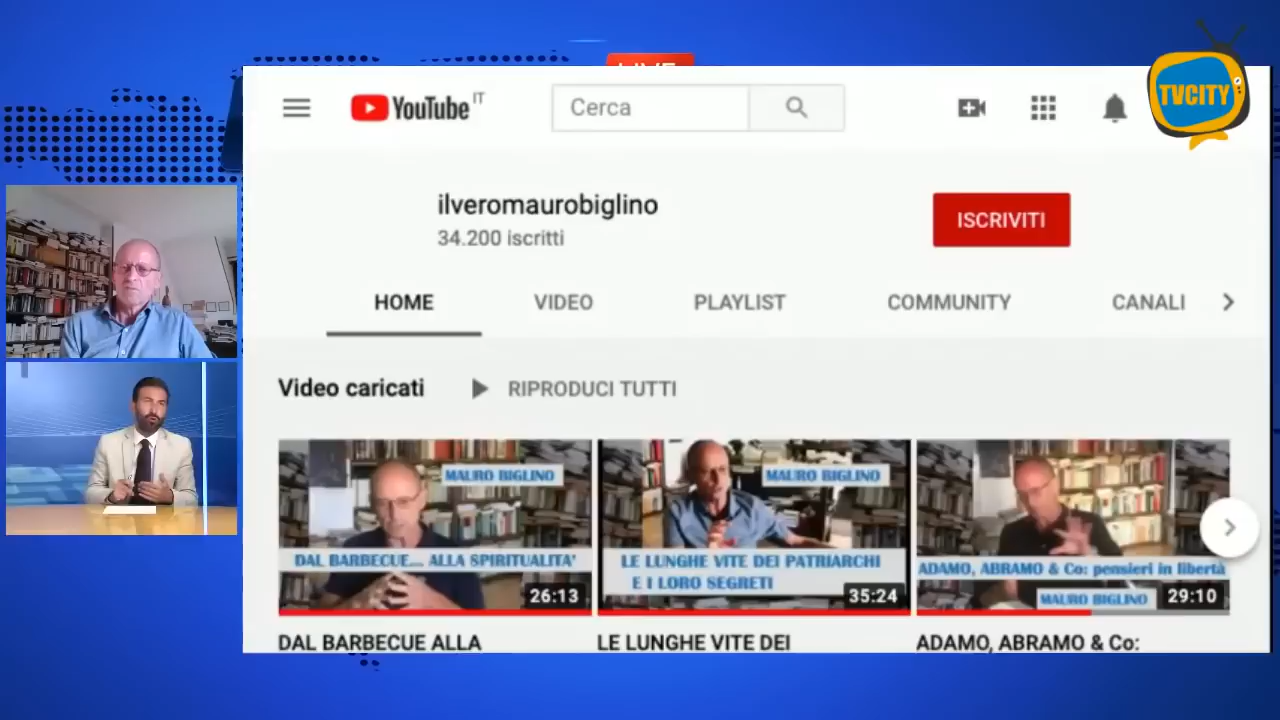 LIVE
YouTube IT
Cerca
TVCITY
ilveromaurobiglino
34.200 iscritti
ISCRIVITI
HOME
VIDEO
PLAYLIST
COMMUNITY
CANALI
Video caricati
RIPRODUCI TUTTI
MAURO BIGLINO
DAL BARBECUE... ALLA SPIRITUALITA'
26:13
MAURO BIGLINO
LE LUNGHE VITE DEI PATRIARCHI
E I LORO SEGRETI
35:24
ADAMO, ABRAMO & Co: pensieri in libertà
MAURO BIGLINO
29:10
DAL BARBECUE ALLA
LE LUNGHE VITE DEI
ADAMO, ABRAMO & Co: